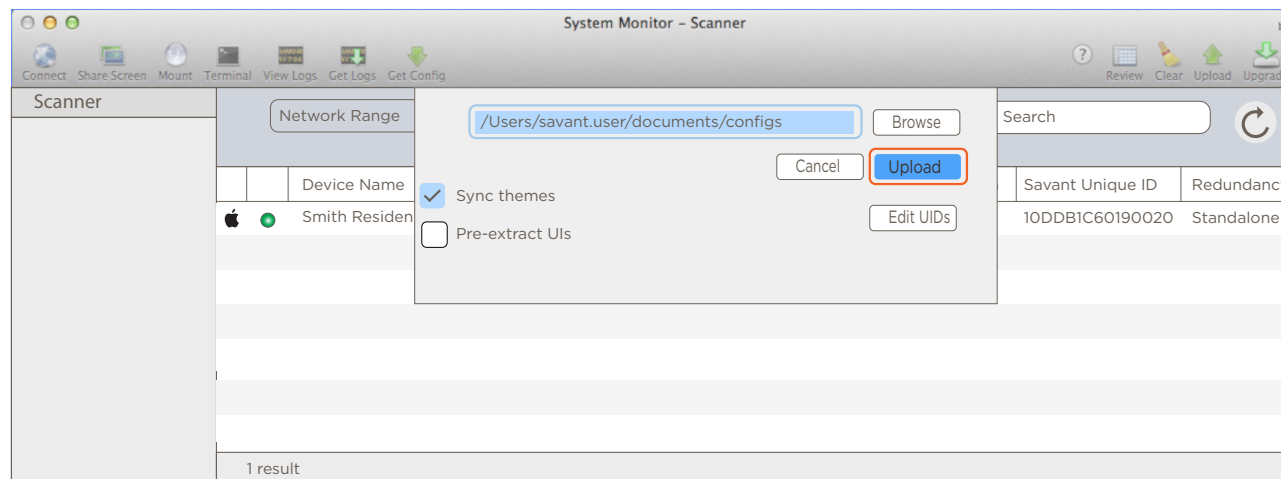 System Monitor – Scanner
Connect Share Screen Mount Terminal View Logs Get Logs Get Config ? Review Clear Upload Upgrad
Scanner
Network Range /Users/savant.user/documents/configs Browse Search
Cancel Upload
Device Name Savant Unique ID Redundanc
Sync themes
Smith Residen Edit UIDs 10DDB1C60190020 Standalone
Pre-extract UIs
1 result